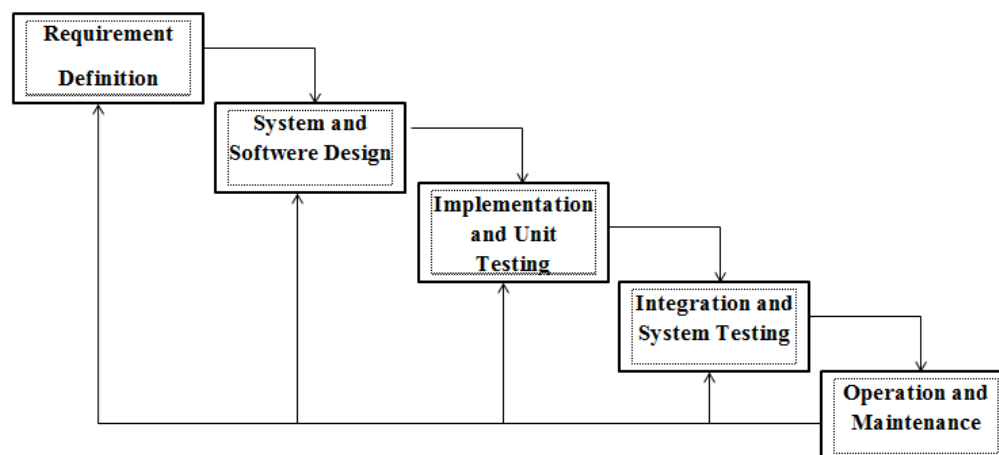 Requirement
Definition
System and
Softwere Design
Implementation
and Unit
Testing
Integration and
System Testing
Operation and
Maintenance